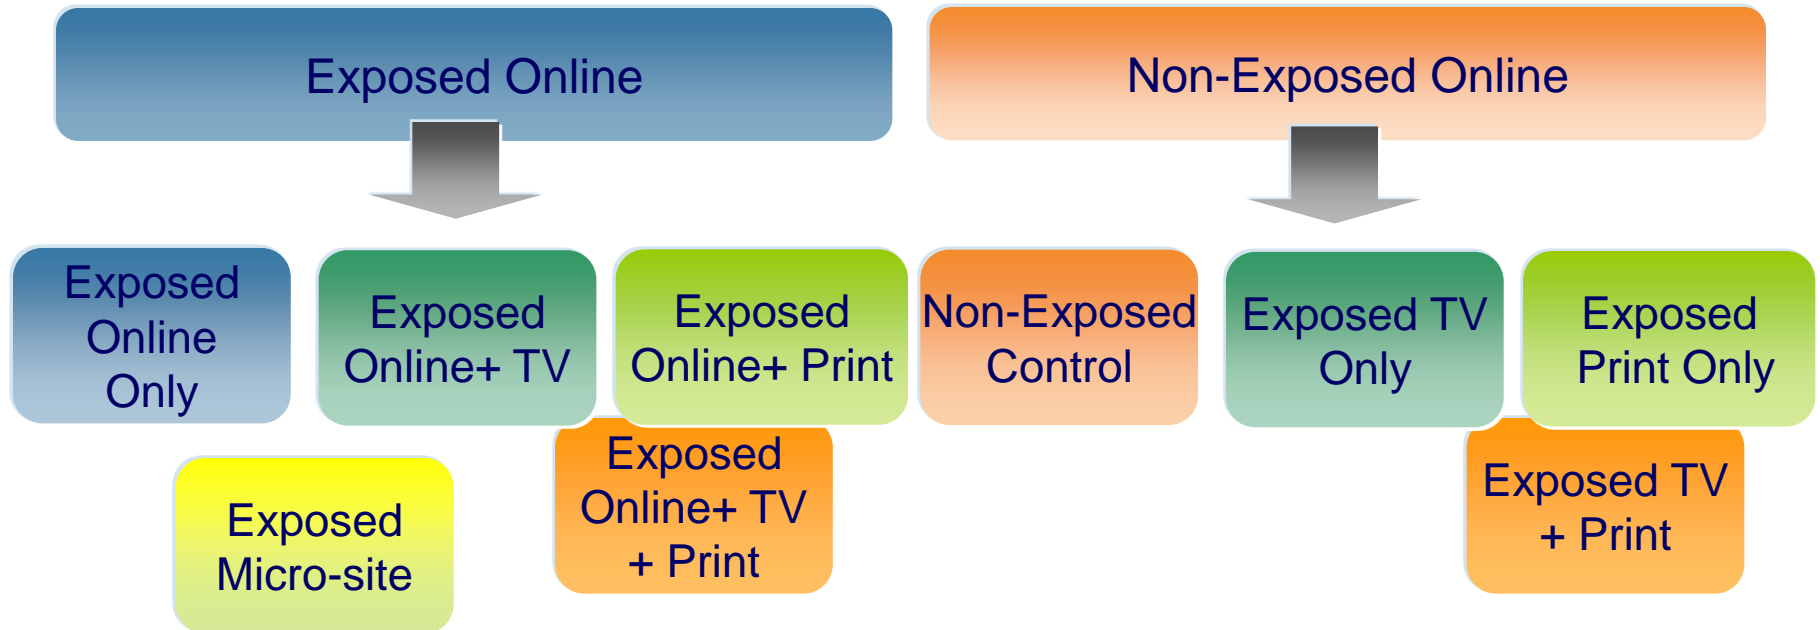 Exposed Online
Non-Exposed Online
Exposed
Online
Only
Exposed
Online+ TV
Exposed
Online+ Print
Non-Exposed
Control
Exposed TV
Only
Exposed
Print Only
Exposed
Micro-site
Exposed
Online+ TV
+ Print
Exposed TV
+ Print